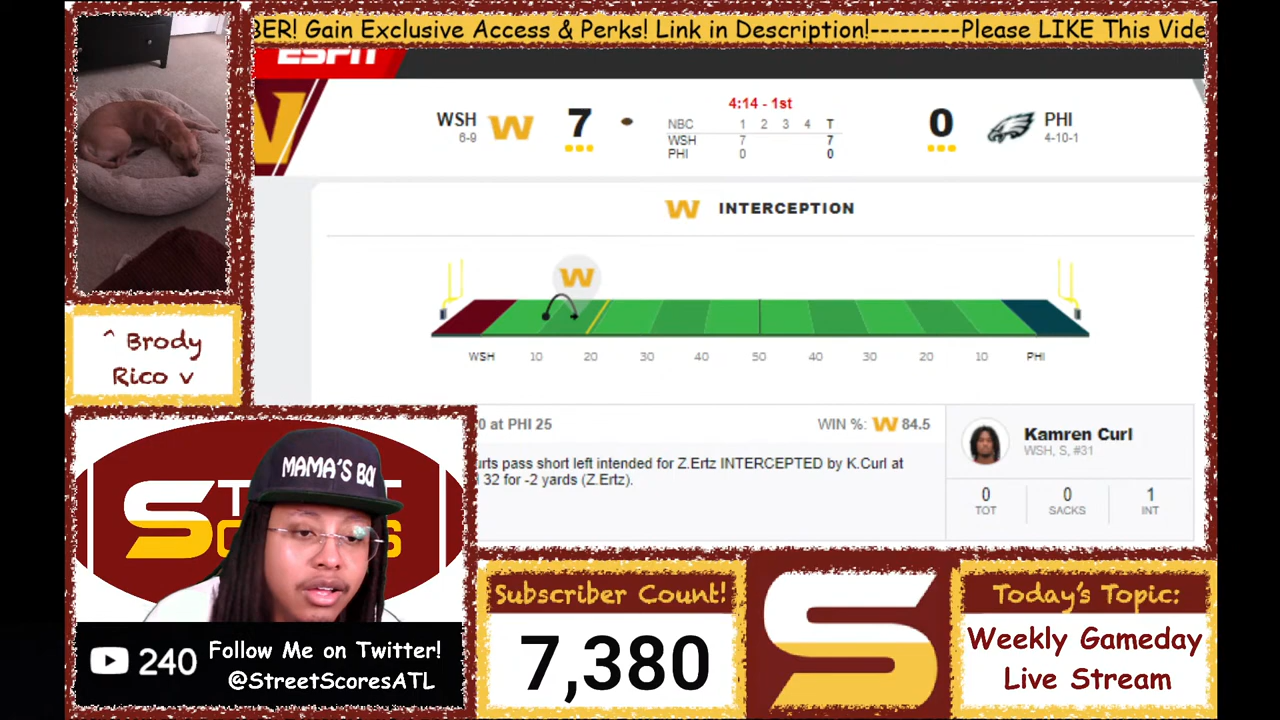 BER! Gain Exclusive Access & Perks! Link in Description!---------Please LIKE This Vide
ESPN
WSH
6-9
W
7
4:14 - 1st
NBC 1 2 3 4 T
WSH 7 7
PHI 0 0
0
PHI
4-10-1
W INTERCEPTION
W
WSH 10 20 30 40 50 40 30 20 10 PHI
^ Brody
Rico v
0 at PHI 25
WIN %: W 84.5
urts pass short left intended for Z.Ertz INTERCEPTED by K.Curl at
32 for -2 yards (Z.Ertz).
Kamren Curl
WSH, S, #31
0 0 1
TOT SACKS INT
MAMA'S BO
240
Follow Me on Twitter!
@StreetScoresATL
Subscriber Count!
7,380
S
Today's Topic:
Weekly Gameday
Live Stream